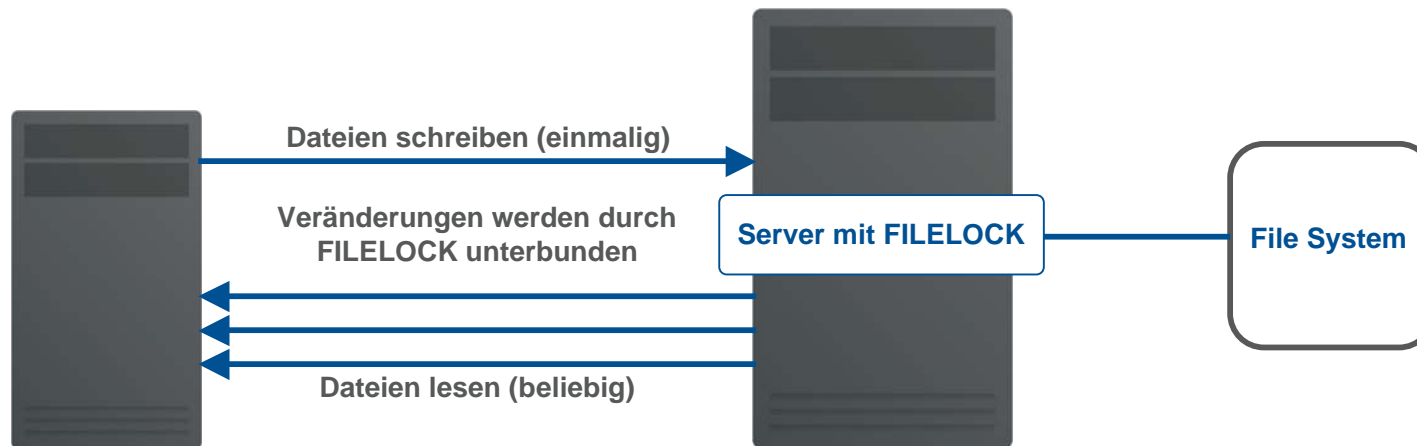 Dateien schreiben (einmalig)
Veränderungen werden durch
FILELOCK unterbunden
Server mit FILELOCK
File System
Dateien lesen (beliebig)